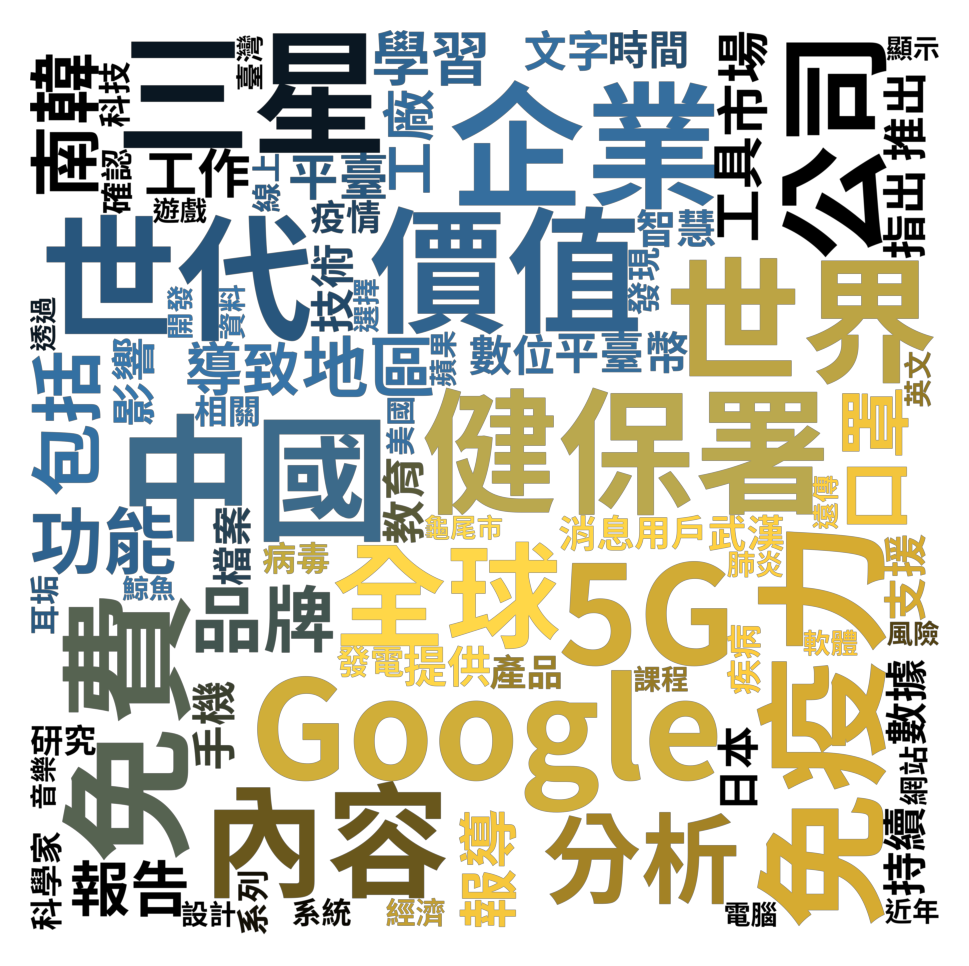 南韓
科技
三星
臺灣
學習
文字
時間
工具
市場
公司
顯示
推出
指出
確認
工作
遊戲
線上
平臺
工廠
企業
疫情
智慧
世代
價值
技術
開發
資料
選擇
發現
世界
透過
包括
影響
導致
地區
蘋果
數位
平臺
幣
英文
相關
美國
中國
教育
健保署
口罩
遠傳
功能
檔案
龜尾市
消息
用戶
武漢
肺炎
免疫力
支援
耳垢
鯨魚
病毒
全球
5G
風險
品牌
免費
發電
提供
產品
課程
疾病
軟體
手機
Google
日本
數據
網站
研究
音樂
科學家
報告
內容
設計
系列
系統
經濟
報導
分析
電腦
持續
近年